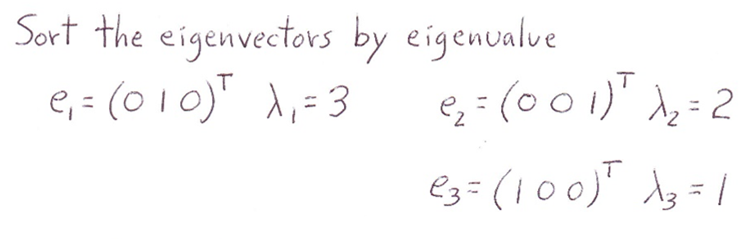 Sort the eigenvectors by eigenvalue
e₁ = (0 1 0)ᵀ λ₁ = 3 e₂ = (0 0 1)ᵀ λ₂ = 2
e₃ = (1 0 0)ᵀ λ₃ = 1